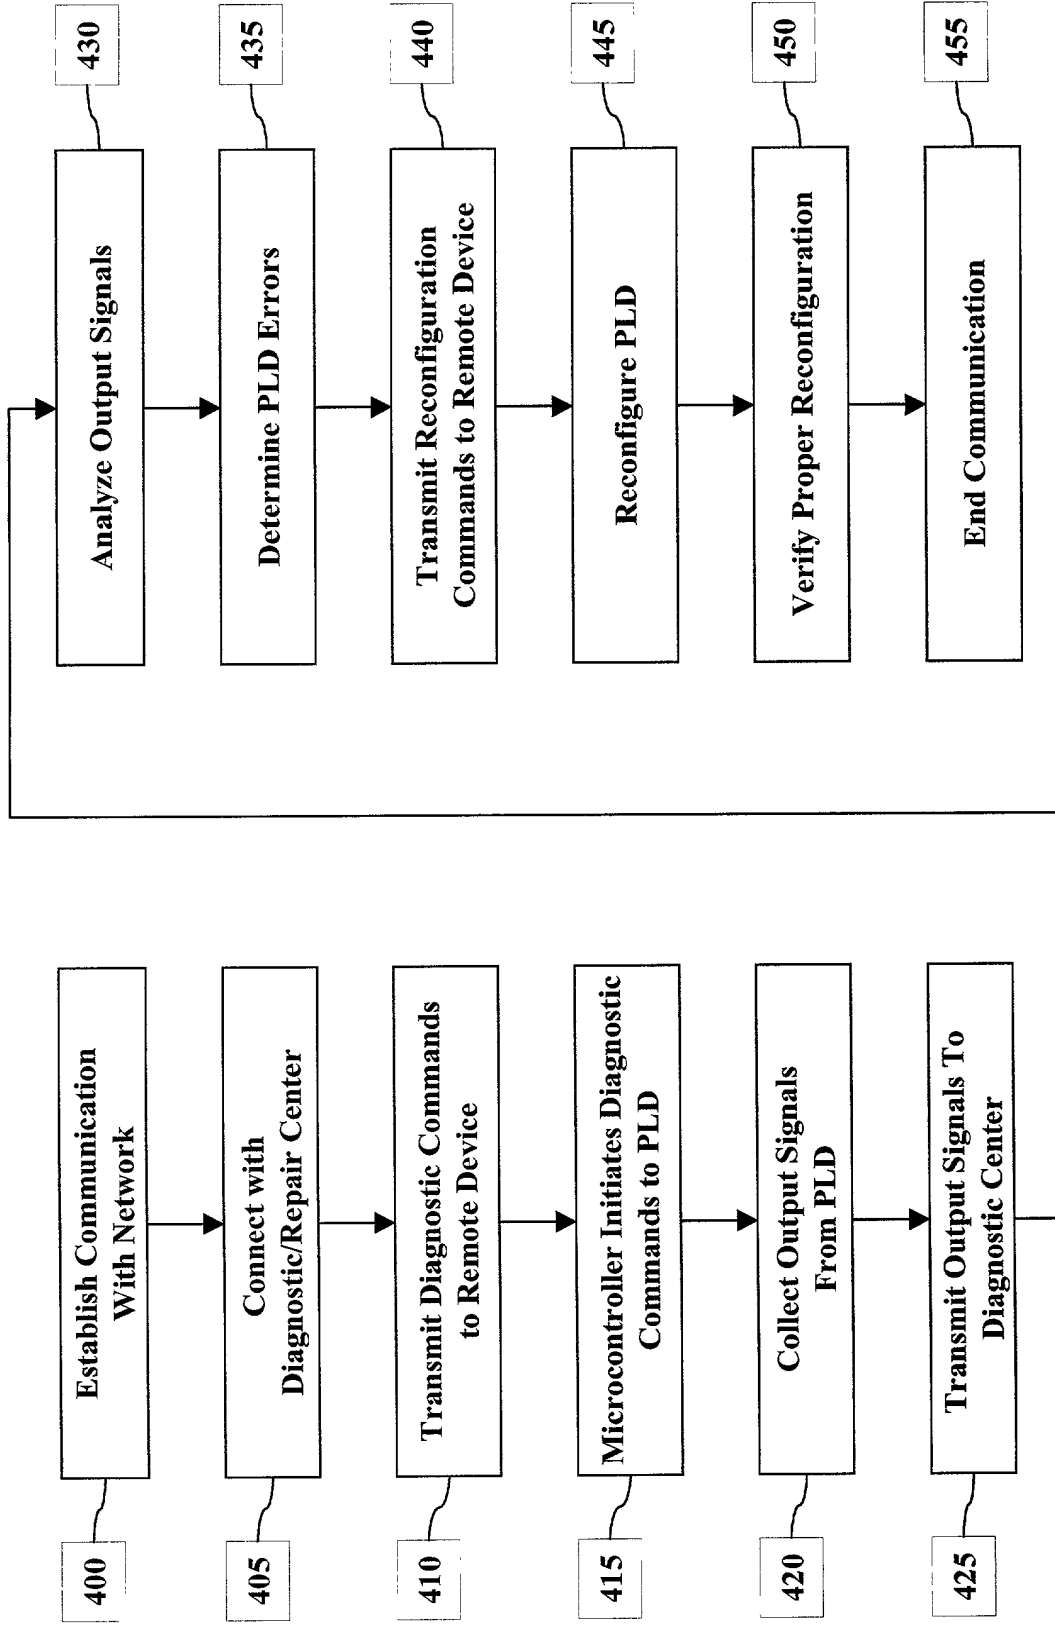 400
Establish Communication
With Network
405
Connect with
Diagnostic/Repair Center
410
Transmit Diagnostic Commands
to Remote Device
415
Microcontroller Initiates Diagnostic
Commands to PLD
420
Collect Output Signals
From PLD
425
Transmit Output Signals To
Diagnostic Center
430
Analyze Output Signals
435
Determine PLD Errors
440
Transmit Reconfiguration
Commands to Remote Device
445
Reconfigure PLD
450
Verify Proper Reconfiguration
455
End Communication